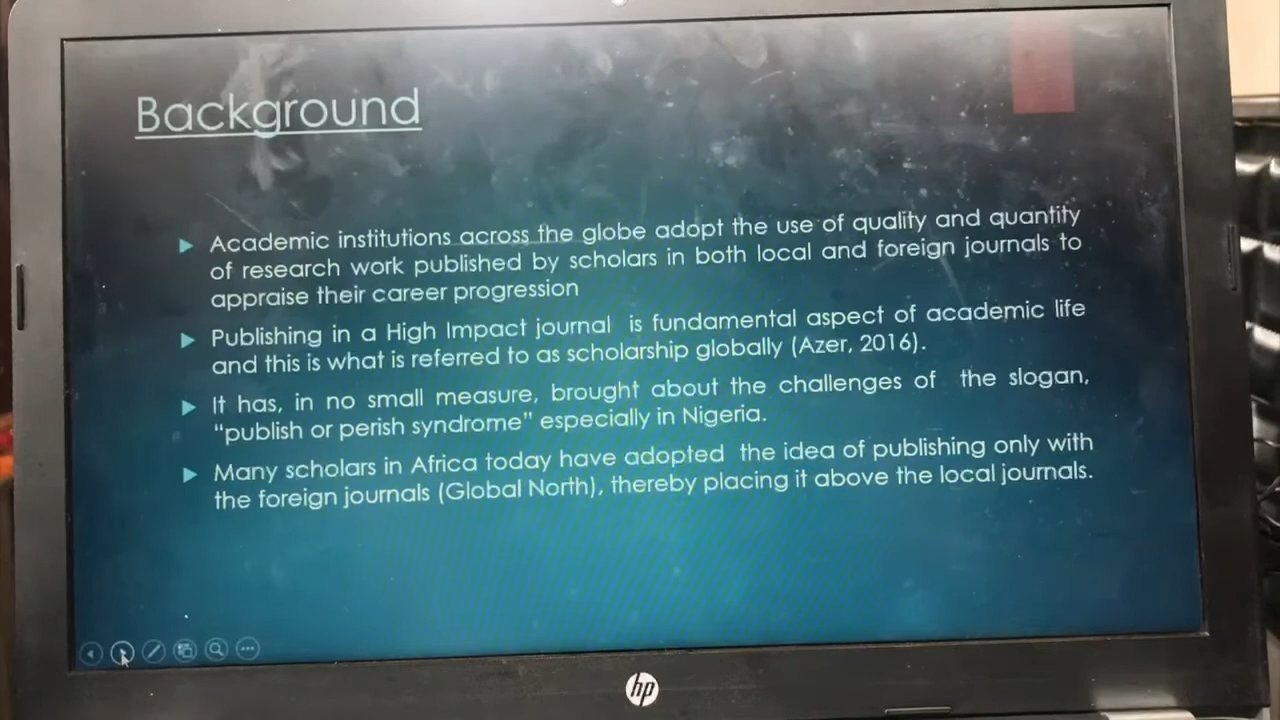 Background
Academic institutions across the globe adopt the use of quality and quantity
of research work published by scholars in both local and foreign journals to
appraise their career progression
Publishing in a High Impact journal is fundamental aspect of academic life
and this is what is referred to as scholarship globally (Azer, 2016).
It has, in no small measure, brought about the challenges of the slogan,
“publish or perish syndrome” especially in Nigeria.
Many scholars in Africa today have adopted the idea of publishing only with
the foreign journals (Global North), thereby placing it above the local journals.
hp